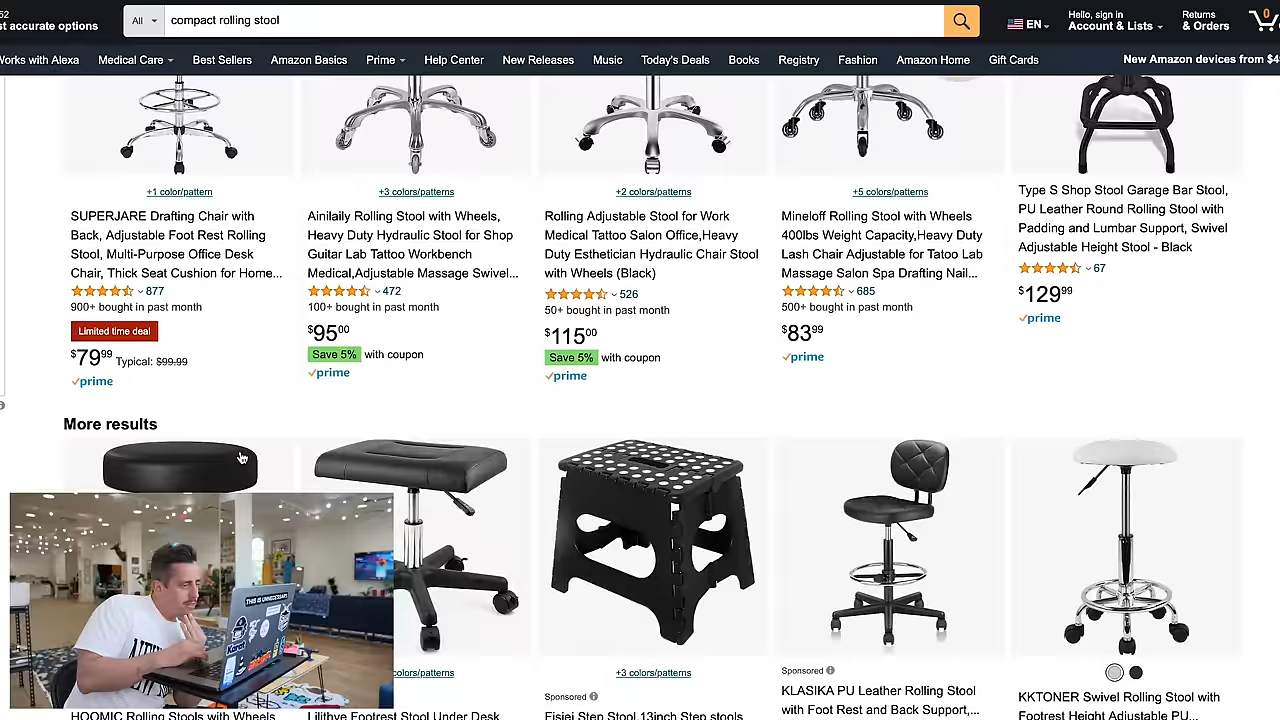 52
st accurate options
All
compact rolling stool
EN
Hello, sign in
Account & Lists
Returns
& Orders
0
Works with Alexa
Medical Care
Best Sellers
Amazon Basics
Prime
Help Center
New Releases
Music
Today's Deals
Books
Registry
Fashion
Amazon Home
Gift Cards
New Amazon devices from $4
+1 color/pattern
SUPERJARE Drafting Chair with
Back, Adjustable Foot Rest Rolling
Stool, Multi-Purpose Office Desk
Chair, Thick Seat Cushion for Home...
877
900+ bought in past month
Limited time deal
$79 99 Typical: $99.99
prime
+3 colors/patterns
Ainilaily Rolling Stool with Wheels,
Heavy Duty Hydraulic Stool for Shop
Guitar Lab Tattoo Workbench
Medical,Adjustable Massage Swivel...
472
100+ bought in past month
$95 00
Save 5% with coupon
prime
+2 colors/patterns
Rolling Adjustable Stool for Work
Medical Tattoo Salon Office,Heavy
Duty Esthetician Hydraulic Chair Stool
with Wheels (Black)
526
50+ bought in past month
$115 00
Save 5% with coupon
prime
+5 colors/patterns
Mineloff Rolling Stool with Wheels
400lbs Weight Capacity,Heavy Duty
Lash Chair Adjustable for Tatoo Lab
Massage Salon Spa Drafting Nail...
685
500+ bought in past month
$83 99
prime
Type S Shop Stool Garage Bar Stool,
PU Leather Round Rolling Stool with
Padding and Lumbar Support, Swivel
Adjustable Height Stool - Black
67
$129 99
prime
More results
THIS IS UNNECESSARY
HOOMIC Rolling Stools with Wheels
colors/patterns
Lilithye Footrest Stool Under Desk
+3 colors/patterns
Sponsored
Eisiei Step Stool,13inch Step stools
Sponsored
KLASIKA PU Leather Rolling Stool
with Foot Rest and Back Support,...
KKTONER Swivel Rolling Stool with
Footrest Height Adjustable PU...